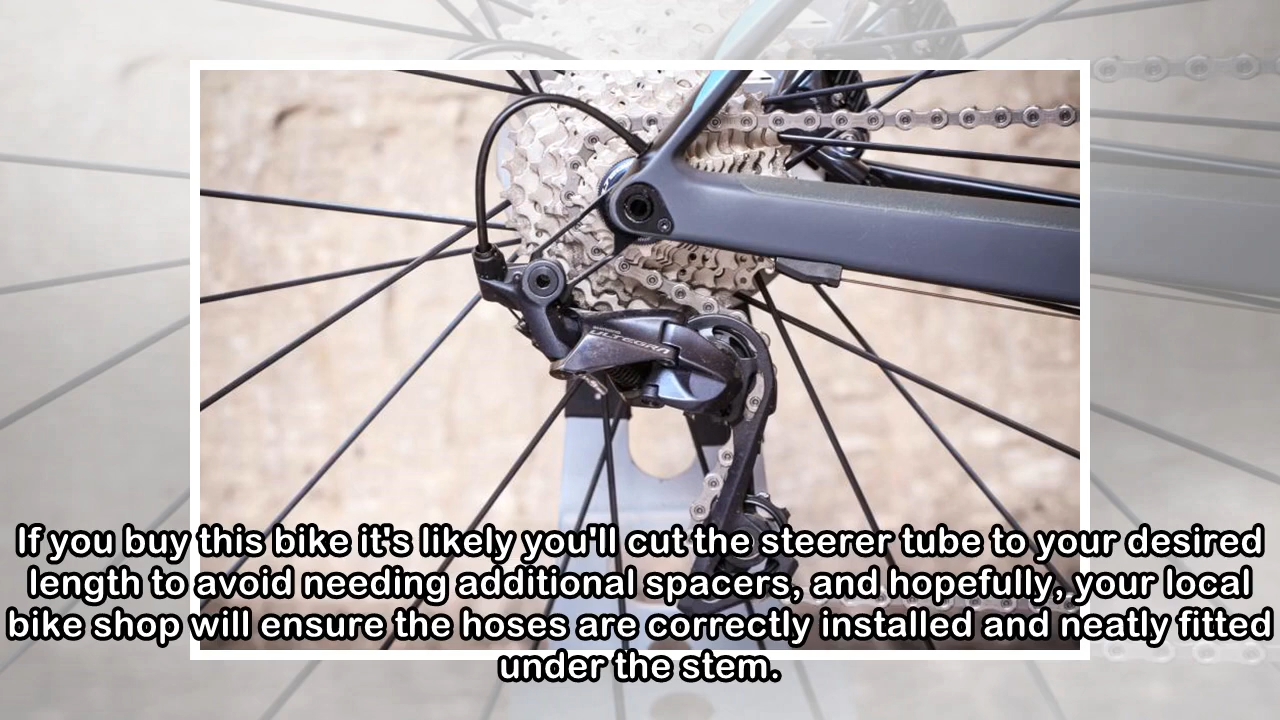 SHIMANO
ULTEGRA
If you buy this bike it's likely you'll cut the steerer tube to your desired
length to avoid needing additional spacers, and hopefully, your local
bike shop will ensure the hoses are correctly installed and neatly fitted
under the stem.